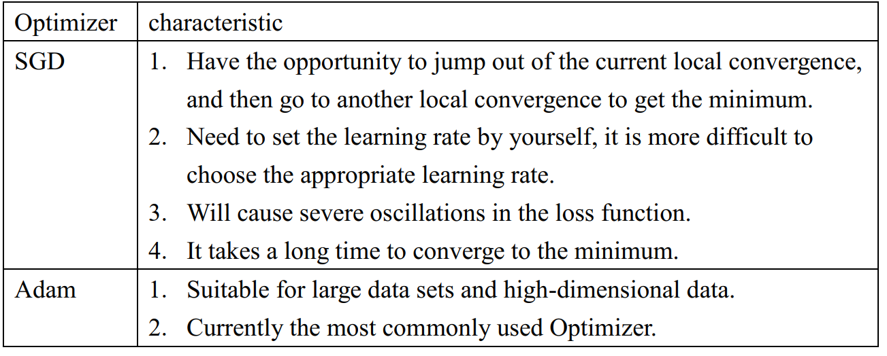 Optimizer characteristic
SGD 1. Have the opportunity to jump out of the current local convergence,
and then go to another local convergence to get the minimum.
2. Need to set the learning rate by yourself, it is more difficult to
choose the appropriate learning rate.
3. Will cause severe oscillations in the loss function.
4. It takes a long time to converge to the minimum.
Adam 1. Suitable for large data sets and high-dimensional data.
2. Currently the most commonly used Optimizer.